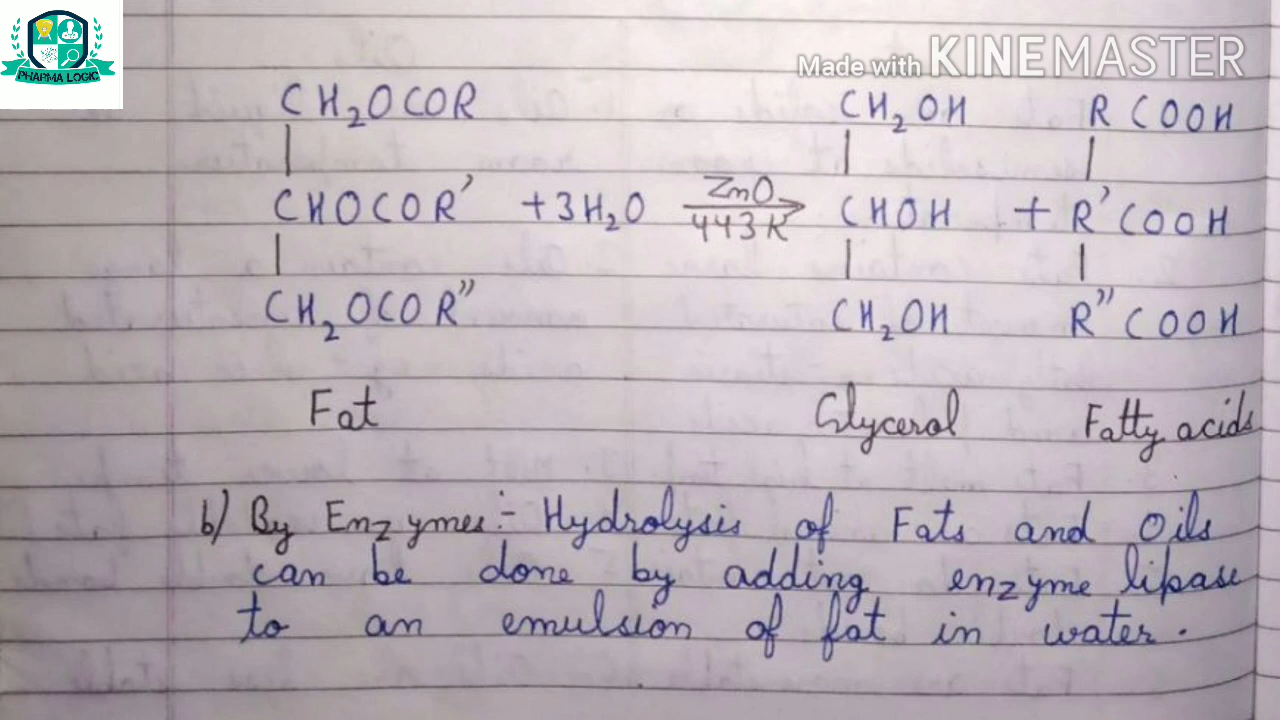 PHARMA LOGIC
Made with KINEMASTER
CH₂OCOR CH₂OH RCOOH
CHOCOR' + 3H₂O ZnO 443K → CHOH + R'COOH
CH₂OCOR" CH₂OH R"COOH
Fat Glycerol Fatty acids
b) By Enzymes:- Hydrolysis of Fats and Oils
can be done by adding enzyme lipase
to an emulsion of fat in water.